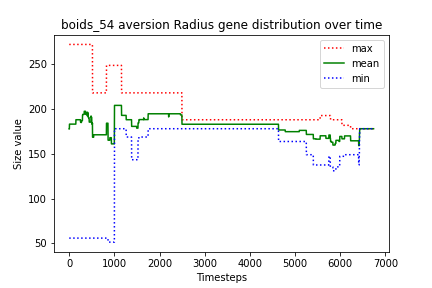 boids_54 aversion Radius gene distribution over time
max
mean
min
Size value
250
200
150
100
50
0
1000
2000
3000
4000
5000
6000
7000
Timesteps